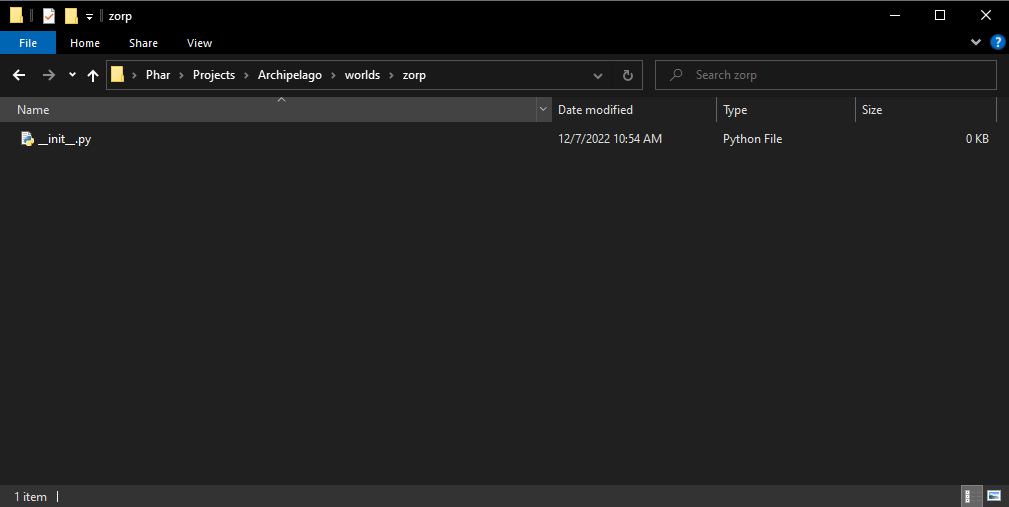 zorp
File Home Share View
Phar Projects Archipelago worlds zorp Search zorp
Name Date modified Type Size
__init__.py 12/7/2022 10:54 AM Python File 0 KB
1 item